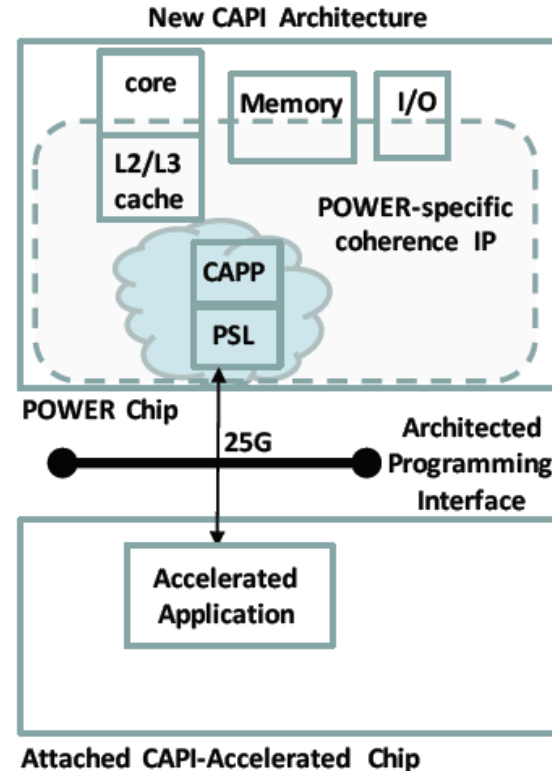 New CAPI Architecture
core
Memory
I/O
L2/L3
cache
POWER-specific
coherence IP
CAPP
PSL
POWER Chip
25G
Architected
Programming
Interface
Accelerated
Application
Attached CAPI-Accelerated Chip